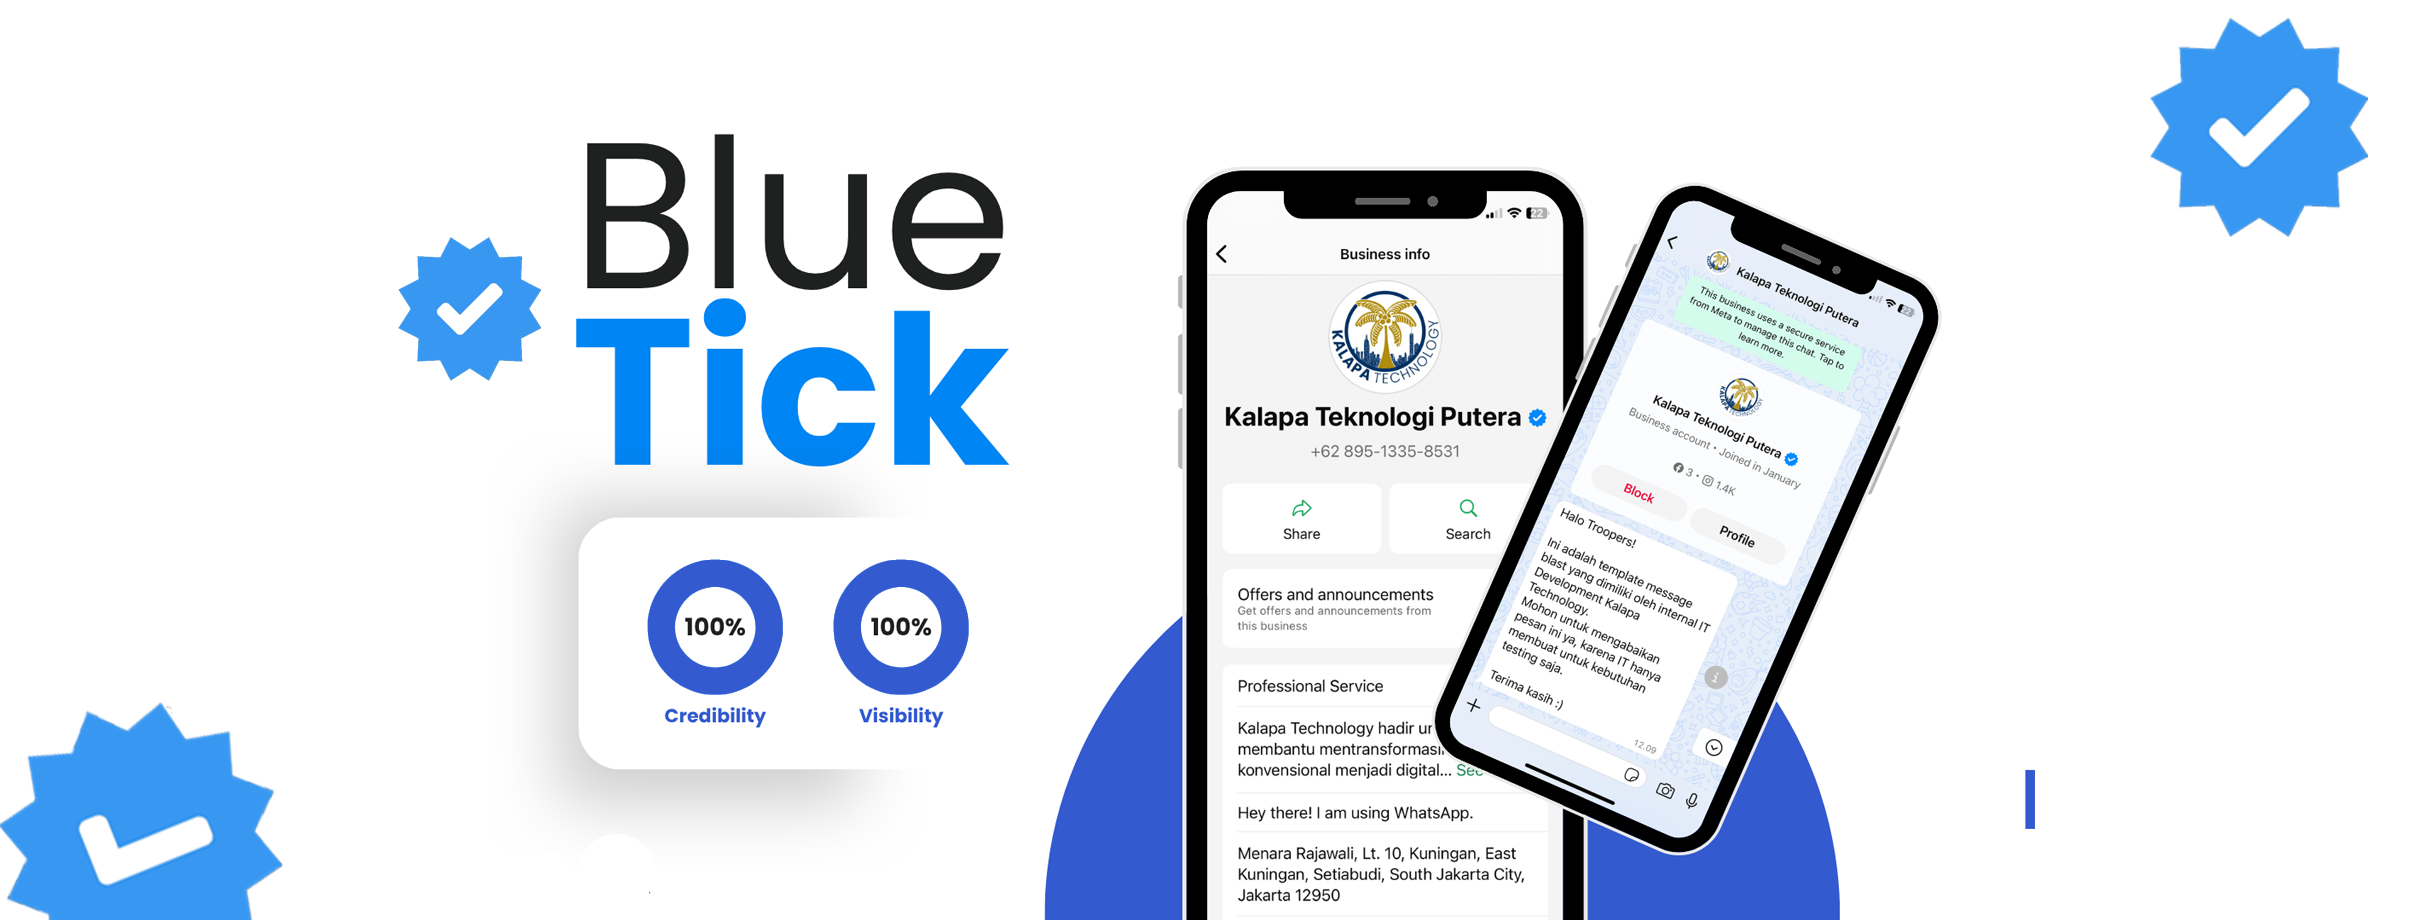 Blue
Tick
100%
100%
Credibility
Visibility
22
Business info
KALAPA TECHNOLOGY
Kalapa Teknologi Putera
+62 895-1335-8531
Share
Search
Offers and announcements
Get offers and announcements from
this business
Professional Service
Kalapa Technology hadir un
membantu mentransformasi
konvensional menjadi digital... See
Hey there! I am using WhatsApp.
Menara Rajawali, Lt. 10, Kuningan, East
Kuningan, Setiabudi, South Jakarta City,
Jakarta 12950
22
Kalapa Teknologi Putera
This business uses a secure service
from Meta to manage this chat. Tap to
learn more.
KALAPA TECHNOLOGY
Kalapa Teknologi Putera
Business account • Joined in January
3 • 1.4K
Block
Profile
Halo Troopers!
Ini adalah template message
blast yang dimiliki oleh internal IT
Development Kalapa
Technology.
Mohon untuk mengabaikan
pesan ini ya, karena IT hanya
membuat untuk kebutuhan
testing saja.
Terima kasih :)
12.09